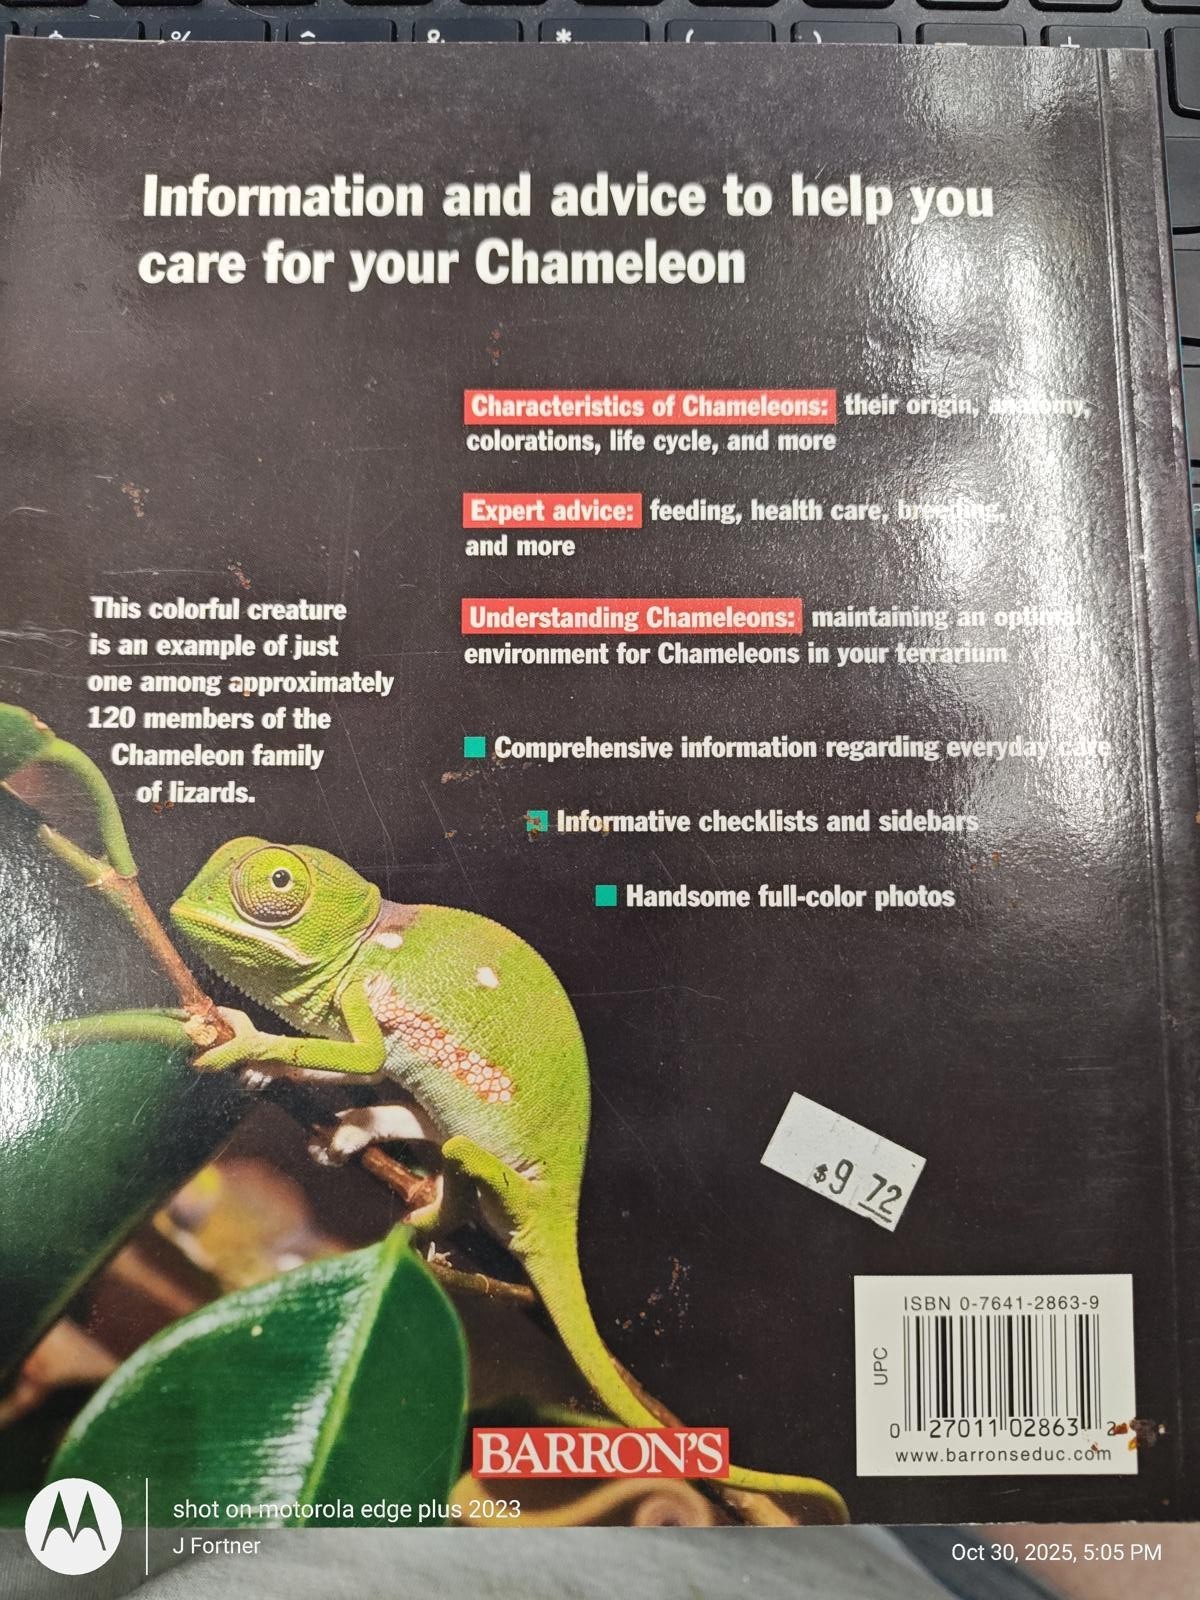 $ % ^ & * ( ) _ +
Information and advice to help you
care for your Chameleon
Characteristics of Chameleons: their origin, anatomy,
colorations, life cycle, and more
Expert advice: feeding, health care, breeding,
and more
Understanding Chameleons: maintaining an
environment for Chameleons in your terrarium
This colorful creature
is an example of just
one among approximately
120 members of the
Chameleon family
of lizards.
Comprehensive information regarding everyday care
Informative checklists and sidebars
Handsome full-color photos
$9 72
ISBN 0-7641-2863-9
UPC
0 27011 02863 2
www.barronseduc.com
BARRON'S
shot on motorola edge plus 2023
J Fortner
Oct 30, 2025, 5:05 PM